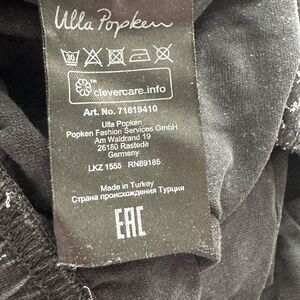 Ulla Popken
30
clevercare.info
Art. No. 71819410
Ulla Popken
Popken Fashion Services GmbH
Am Waldrand 19
26180 Rastede
Germany
LKZ 1555 RN69185
Made in Turkey
Страна происхождения Турция
EAC